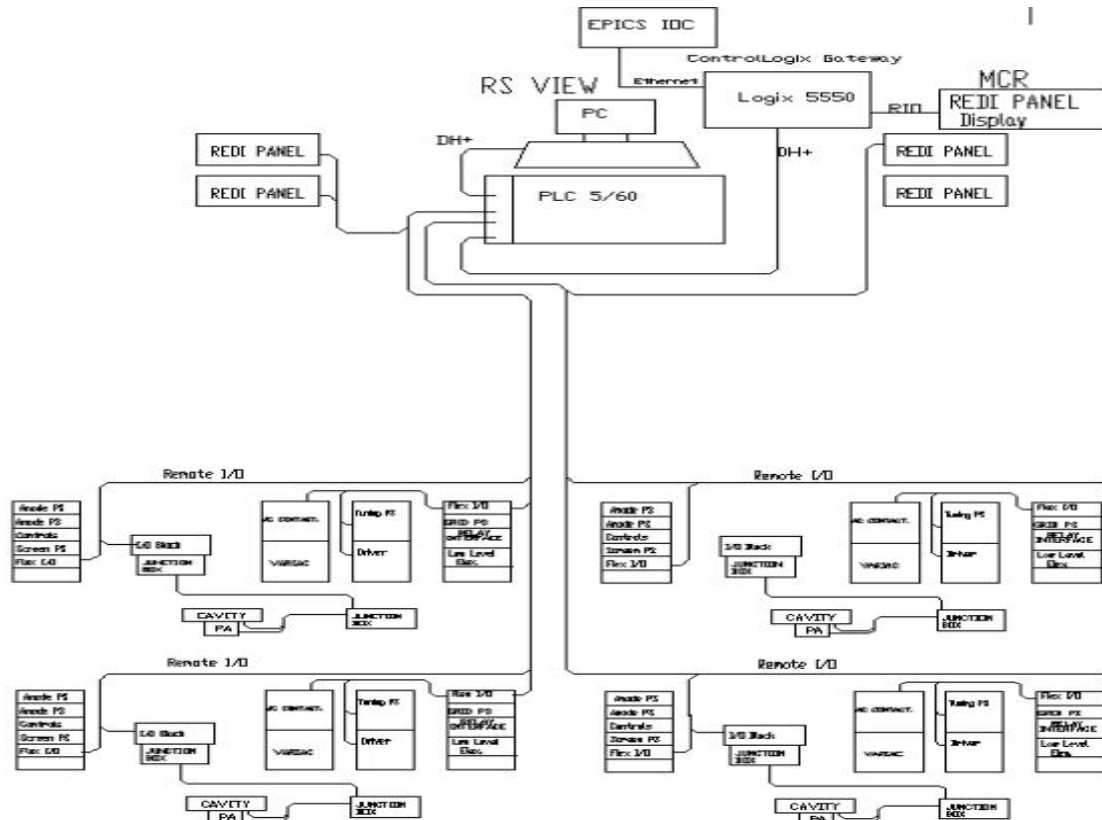 EPICS IOC
ControlLogix Gateway
Ethernet
RS VIEW
Logix 5550
MCR
PC
RIO
REDI PANEL
Display
DH+
DH+
REDI PANEL
REDI PANEL
REDI PANEL
REDI PANEL
PLC 5/60
Remote I/O
Remote I/O
Anode PS
Anode PS
Controls
Screen PS
Flex I/O
I/O Block
JUNCTION
BOX
AC CONTACT.
VARIAC
Tuning PS
Driver
Flex I/O
GRID PS
RELAY
INTERFACE
Low Level
CAVITY
PA
JUNCTION
BOX
Anode PS
Anode PS
Controls
Screen PS
Flex I/O
I/O Block
JUNCTION
BOX
AC CONTACT.
VARIAC
Tuning PS
Driver
Flex I/O
GRID PS
RELAY
INTERFACE
Low Level
CAVITY
PA
JUNCTION
BOX
Remote I/O
Remote I/O
Anode PS
Anode PS
Controls
Screen PS
Flex I/O
I/O Block
JUNCTION
BOX
AC CONTACT.
VARIAC
Tuning PS
Driver
I/O
GRID PS
RELAY
INTERFACE
Low Level
CAVITY
PA
JUNCTION
BOX
Anode PS
Anode PS
Controls
Screen PS
Flex I/O
I/O Block
JUNCTION
BOX
AC CONTACT.
VARIAC
Tuning PS
Driver
Flex I/O
GRID PS
RELAY
INTERFACE
Low Level
CAVITY
PA
JUNCTION
BOX